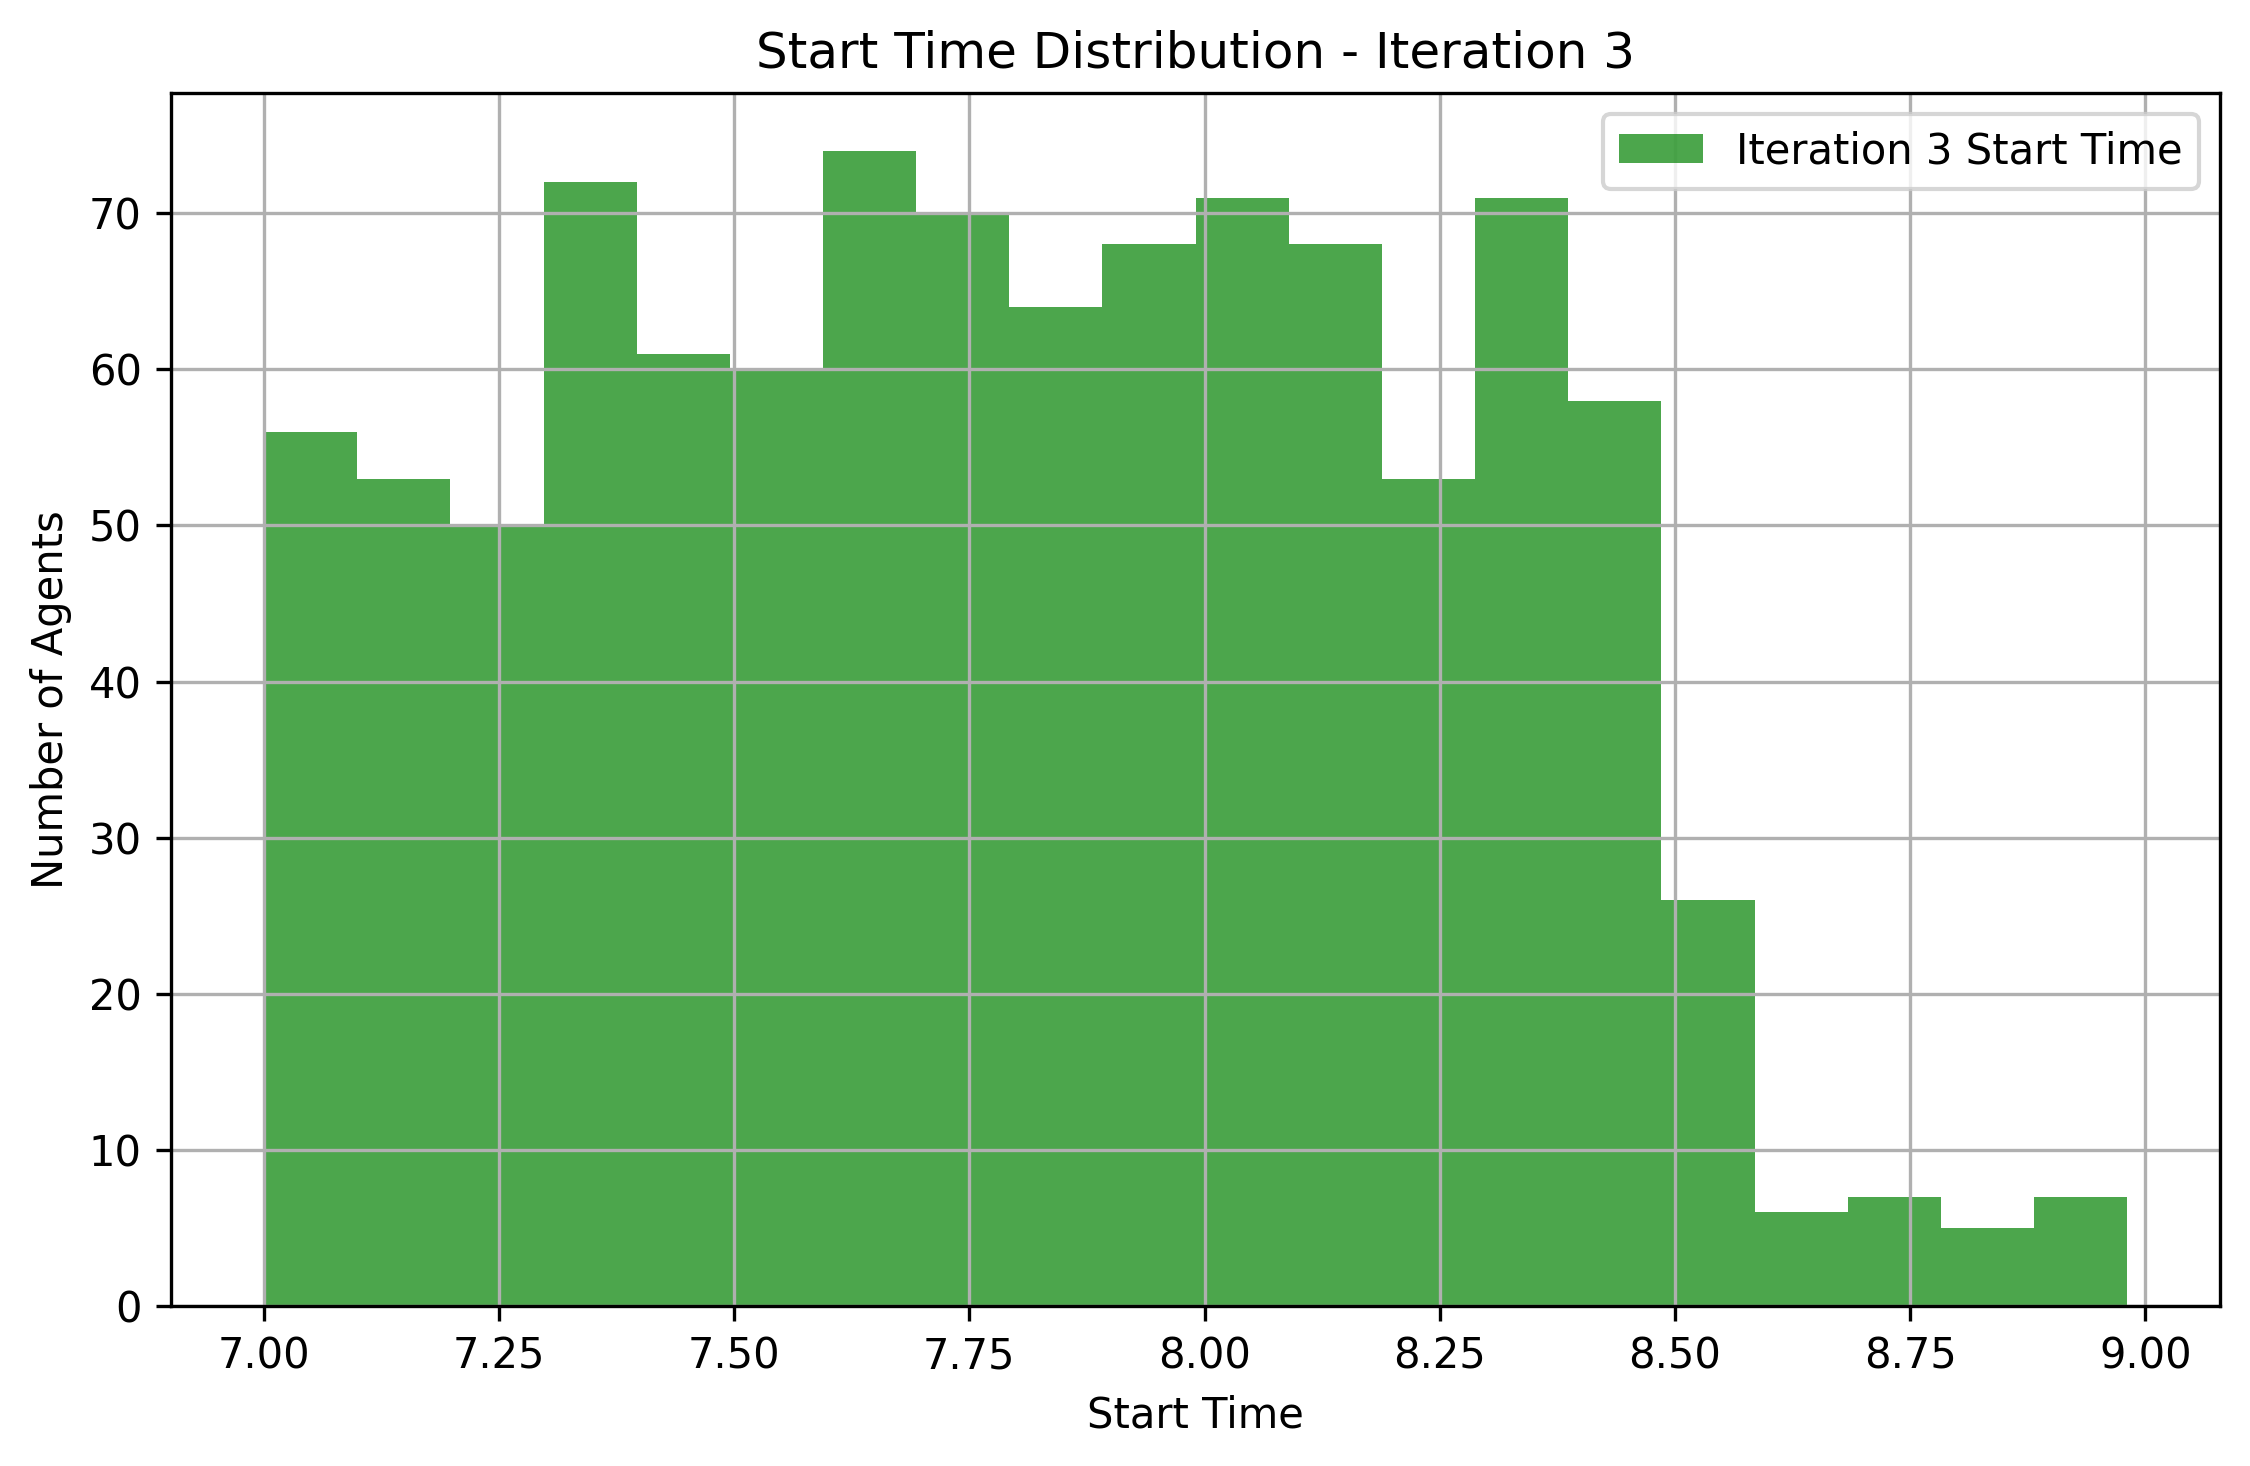 Start Time Distribution - Iteration 3
Iteration 3 Start Time
Number of Agents
70
60
50
40
30
20
10
0
7.00 7.25 7.50 7.75 8.00 8.25 8.50 8.75 9.00
Start Time